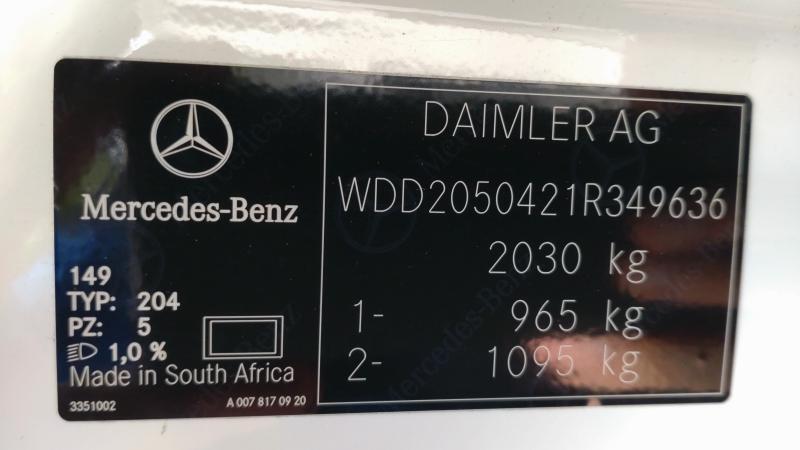 Mercedes-Benz
149
TYP: 204
PZ: 5
1,0 %
Made in South Africa
3351002 A 007 817 09 20
DAIMLER AG
WDD2050421R349636
2030 kg
1- 965 kg
2- 1095 kg